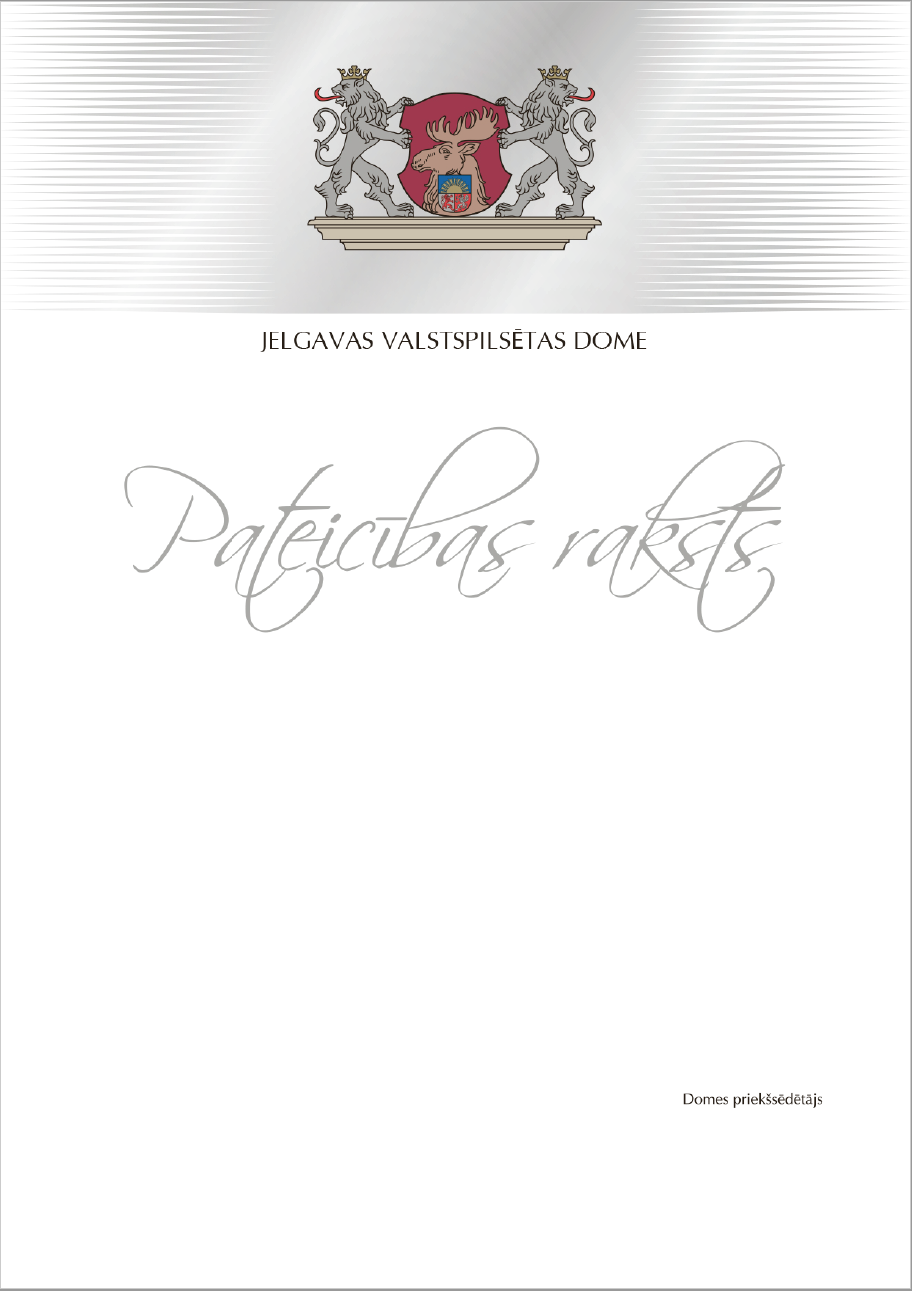 JELGAVAS VALSTSPILSĒTAS DOME
Pateicības raksts
Domes priekšsēdētājs